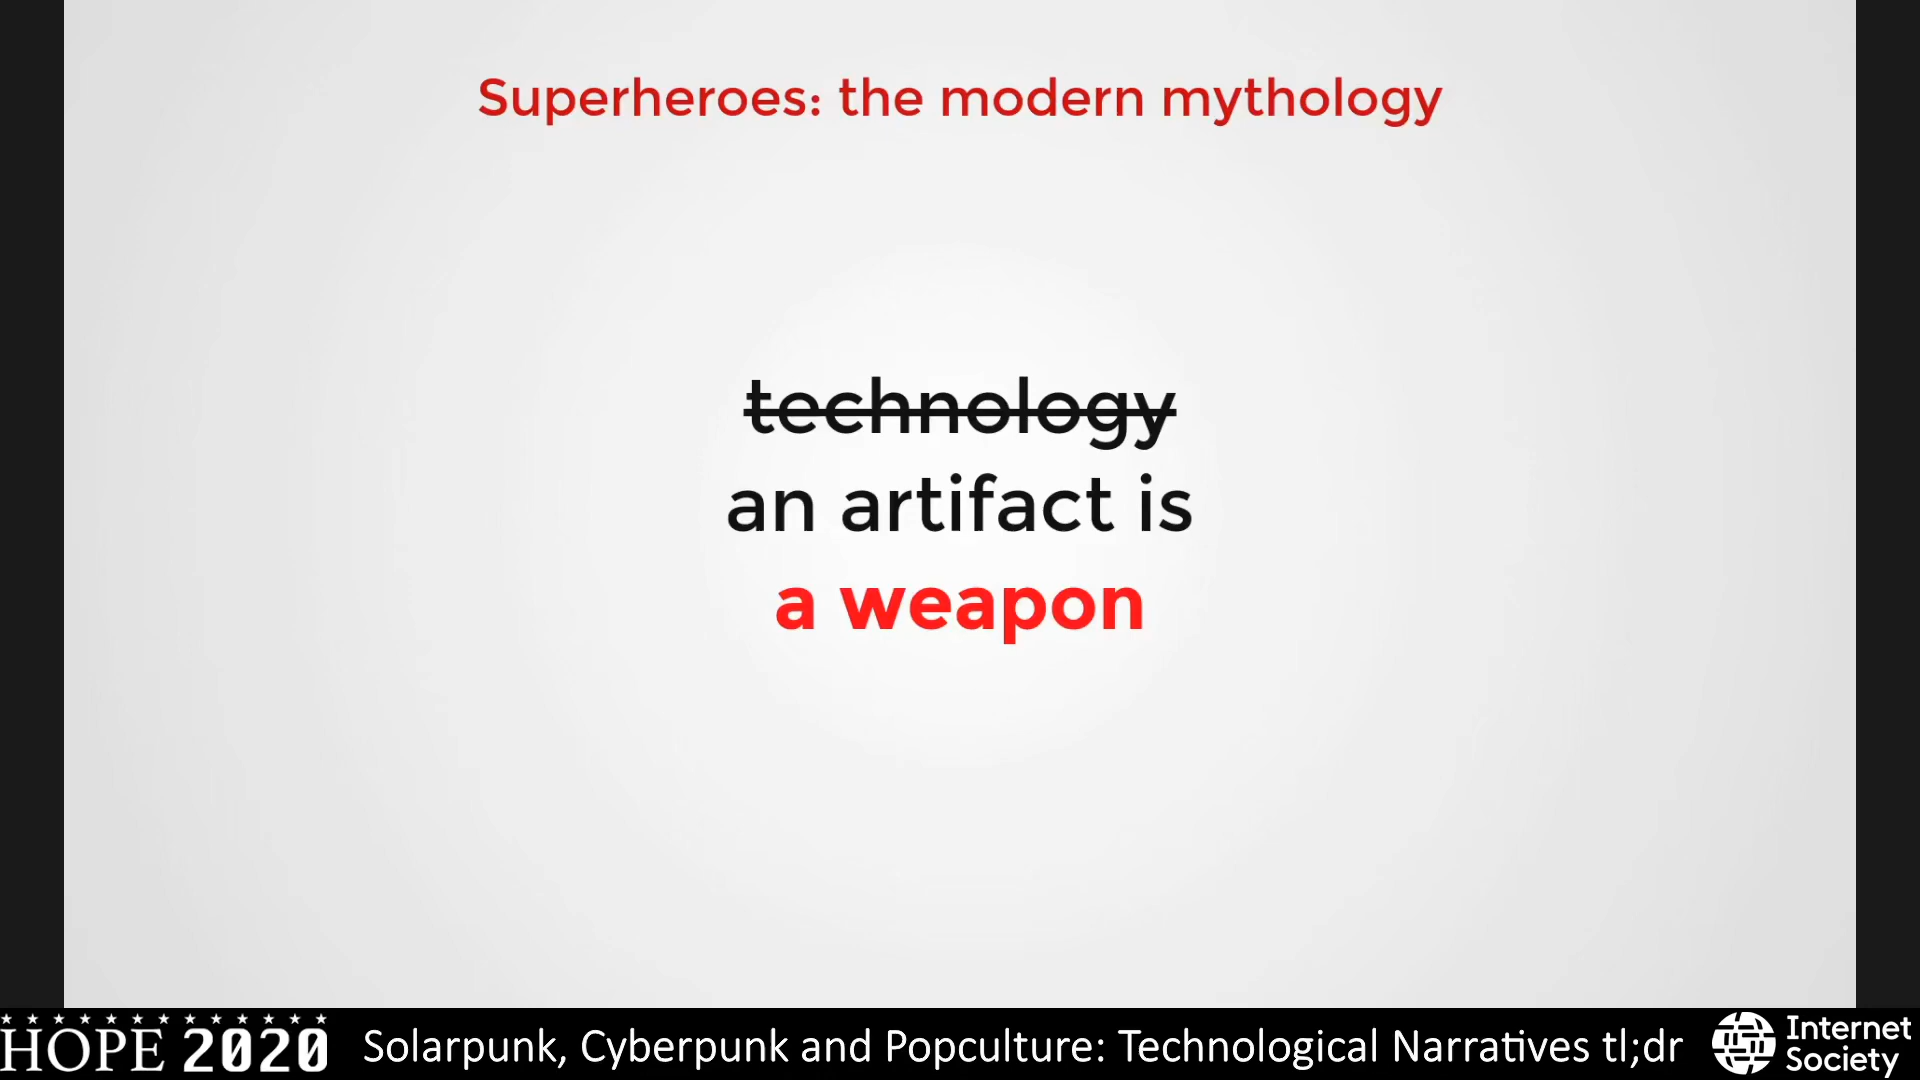 Superheroes: the modern mythology
technology
an artifact is
a weapon
HOPE 2020
Solarpunk, Cyberpunk and Popculture: Technological Narratives tl;dr
Internet
Society